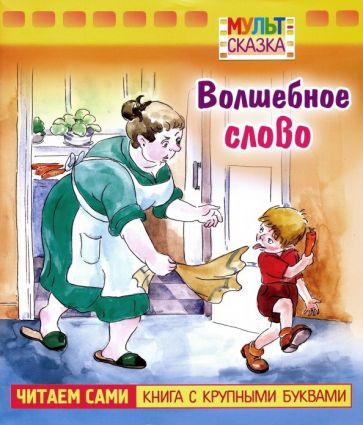 МУЛЬТ
СКАЗКА
Волшебное
слово
ЧИТАЕМ САМИ КНИГА С КРУПНЫМИ БУКВАМИ